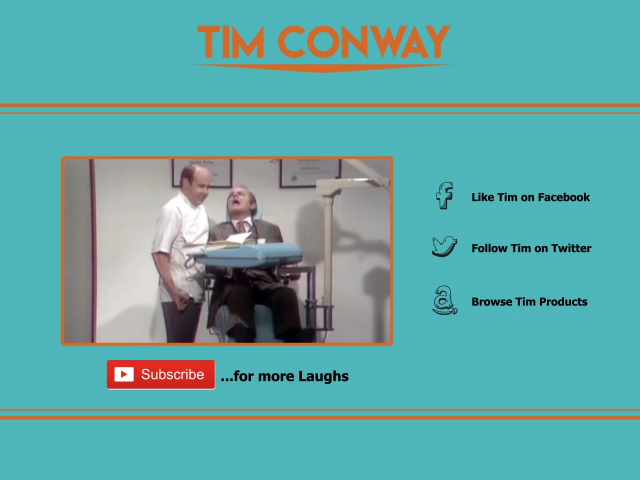 TIM CONWAY
Like Tim on Facebook
Follow Tim on Twitter
Browse Tim Products
Subscribe ...for more Laughs